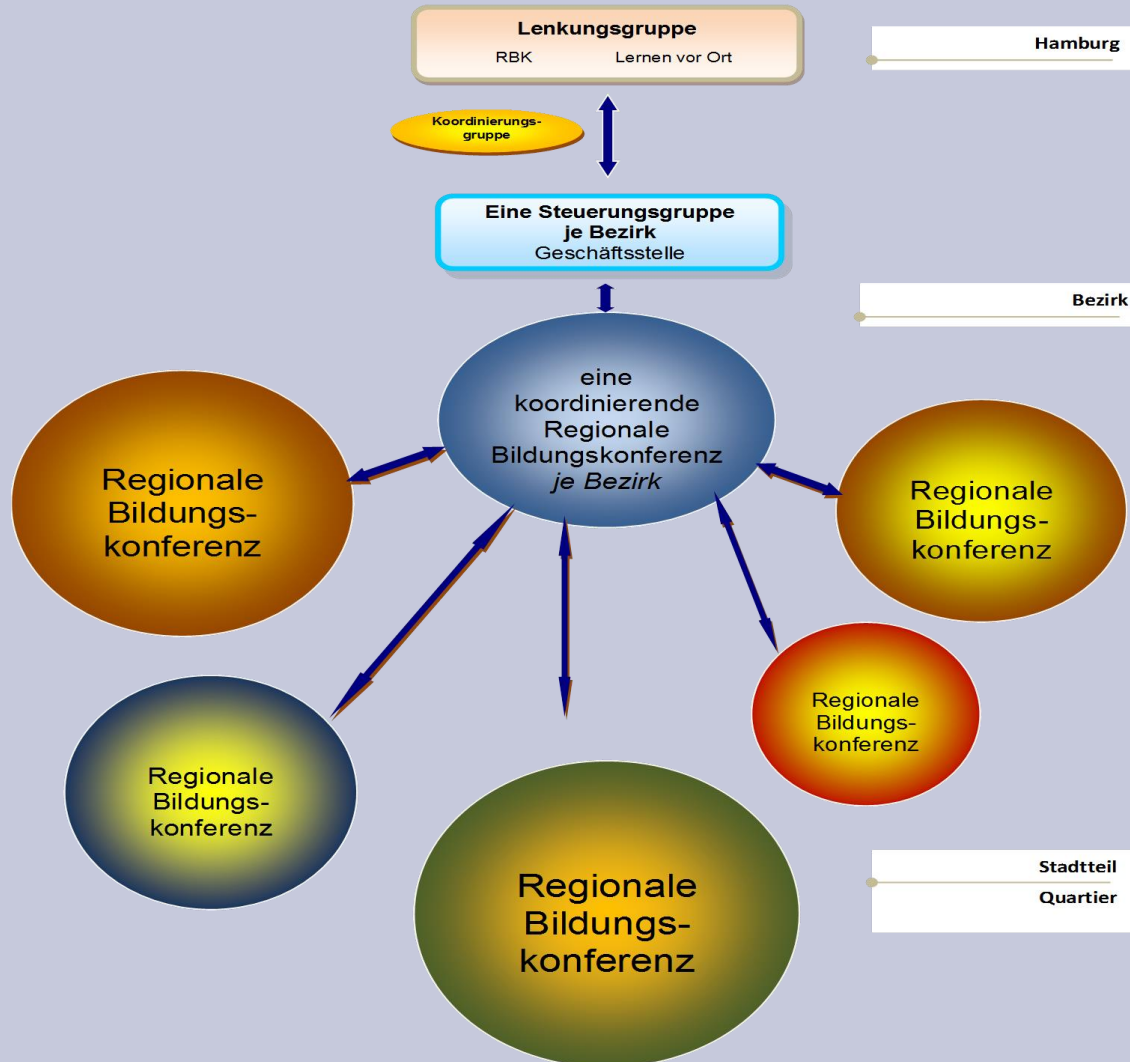 Lenkungsgruppe
RBK Lernen vor Ort
Hamburg
Koordinierungs-
gruppe
Eine Steuerungsgruppe
je Bezirk
Geschäftsstelle
Bezirk
eine
koordinierende
Regionale
Bildungskonferenz
je Bezirk
Regionale
Bildungs-
konferenz
Regionale
Bildungs-
konferenz
Regionale
Bildungs-
konferenz
Regionale
Bildungs-
konferenz
Regionale
Bildungs-
konferenz
Stadtteil
Quartier